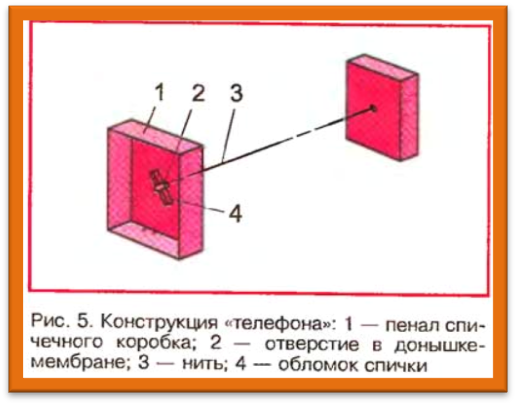 1 2 3
4
Рис. 5. Конструкция «телефона»: 1 — пенал спи-
чечного коробка; 2 — отверстие в донышке-
мембране; 3 — нить; 4 — обломок спички